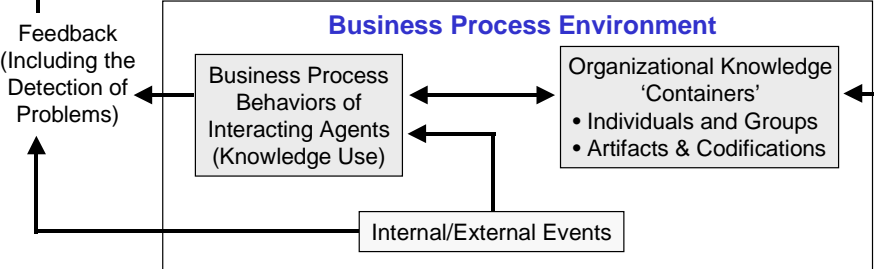 Business Process Environment
Feedback
(Including the
Detection of
Problems)
Business Process
Behaviors of
Interacting Agents
(Knowledge Use)
Organizational Knowledge
‘Containers’
• Individuals and Groups
• Artifacts & Codifications
Internal/External Events